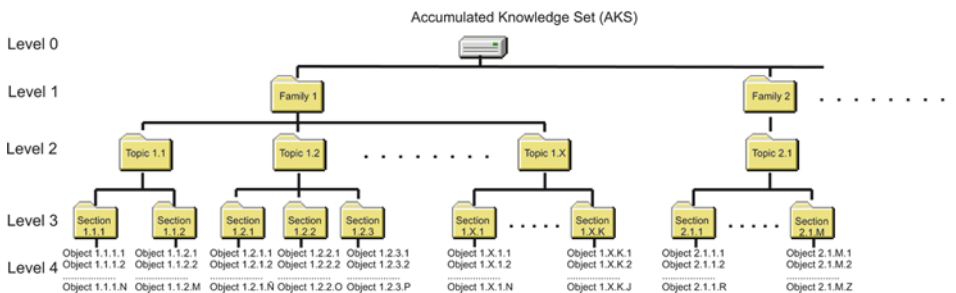 Accumulated Knowledge Set (AKS)
Level 0
Level 1
Family 1
Family 2
. . . . . . . .
Level 2
Topic 1.1
Topic 1.2
. . . . . . . .
Topic 1.X
Topic 2.1
Level 3
Section 1.1.1
Section 1.1.2
Section 1.2.1
Section 1.2.2
Section 1.2.3
Section 1.X.1
.....
Section 1.X.K
Section 2.1.1
.....
Section 2.1.M
Level 4
Object 1.1.1.1 Object 1.1.2.1 Object 1.2.1.1 Object 1.2.2.1 Object 1.2.3.1 Object 1.X.1.1 Object 1.X.K.1 Object 2.1.1.1 Object 2.1.M.1
Object 1.1.1.2 Object 1.1.2.2 Object 1.2.1.2 Object 1.2.2.2 Object 1.2.3.2 Object 1.X.1.2 Object 1.X.K.2 Object 2.1.1.2 Object 2.1.M.2
................ ................ ................ ................ ................ ................ ................ ................ ................
Object 1.1.1.N Object 1.1.2.M Object 1.2.1.Ñ Object 1.2.2.O Object 1.2.3.P Object 1.X.1.N Object 1.X.K.J Object 2.1.1.R Object 2.1.M.Z